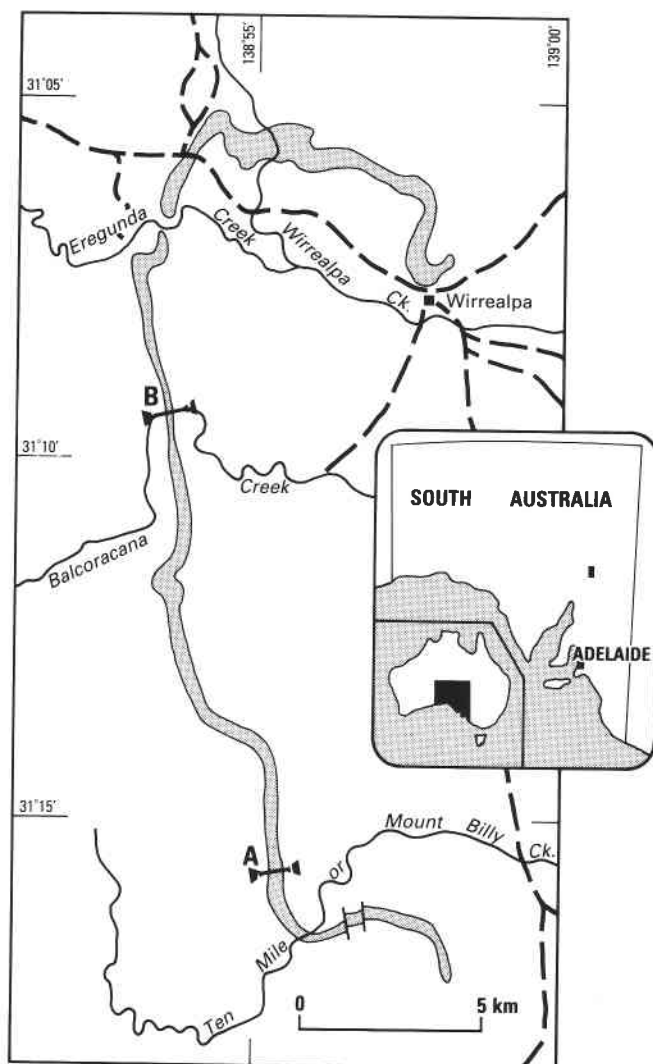 138°55'
139°00'
31°05'
Eregunda
Creek
Wirrealpa
Ck.
Wirrealpa
B
31°10'
Creek
Balcoracana
SOUTH AUSTRALIA
ADELAIDE
31°15'
A
Ten Mile or Mount Billy Ck.
0 5 km